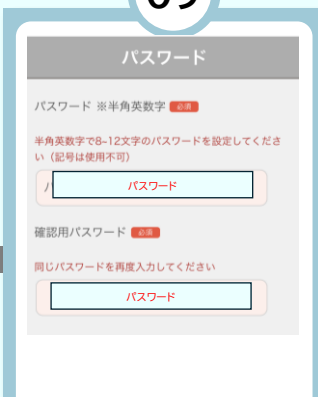 パスワード
パスワード ※半角英数字 必須
半角英数字で8~12文字のパスワードを設定してくださ
い（記号は使用不可）
パスワード
確認用パスワード 必須
同じパスワードを再度入力してください
パスワード